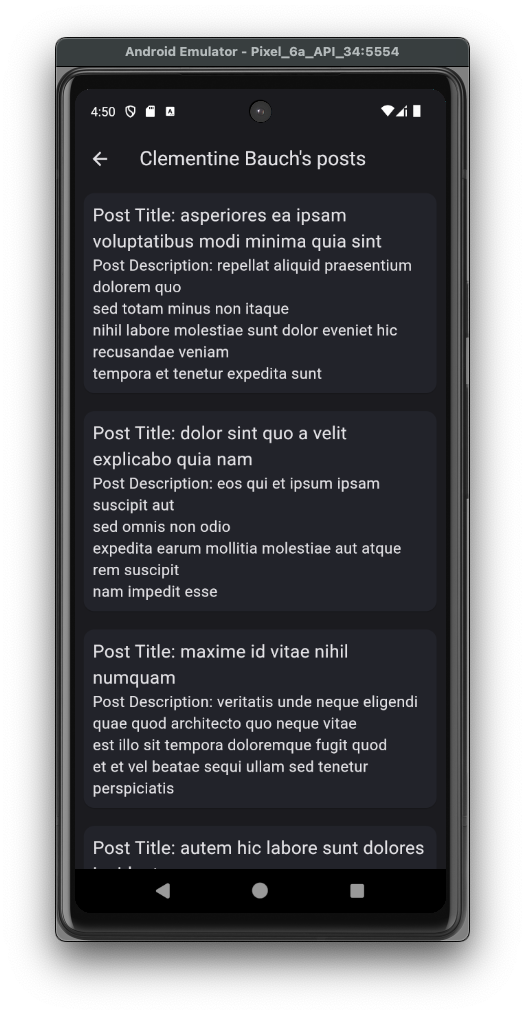 Android Emulator - Pixel_6a_API_34:5554
4:50
Clementine Bauch's posts
Post Title: asperiores ea ipsam
voluptatibus modi minima quia sint
Post Description: repellat aliquid praesentium
dolorem quo
sed totam minus non itaque
nihil labore molestiae sunt dolor eveniet hic
recusandae veniam
tempora et tenetur expedita sunt
Post Title: dolor sint quo a velit
explicabo quia nam
Post Description: eos qui et ipsum ipsam
suscipit aut
sed omnis non odio
expedita earum mollitia molestiae aut atque
rem suscipit
nam impedit esse
Post Title: maxime id vitae nihil
numquam
Post Description: veritatis unde neque eligendi
quae quod architecto quo neque vitae
est illo sit tempora doloremque fugit quod
et et vel beatae sequi ullam sed tenetur
perspiciatis
Post Title: autem hic labore sunt dolores